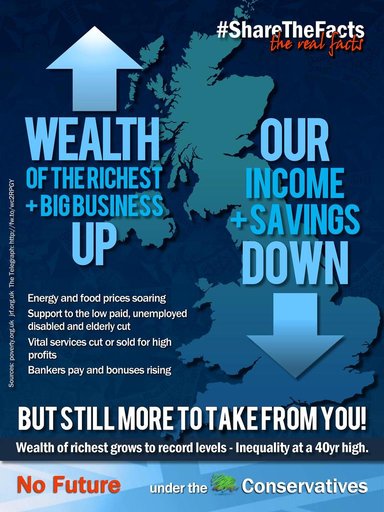 #ShareTheFacts
the real facts
WEALTH
OF THE RICHEST
+ BIG BUSINESS
UP
OUR
INCOME
+ SAVINGS
DOWN
Energy and food prices soaring
Support to the low paid, unemployed
disabled and elderly cut
Vital services cut or sold for high
profits
Bankers pay and bonuses rising
Sources: poverty.org.uk jrf.org.uk The Telegraph: http://fw.to/wc2RPGY
BUT STILL MORE TO TAKE FROM YOU!
Wealth of richest grows to record levels - Inequality at a 40yr high.
No Future under the Conservatives